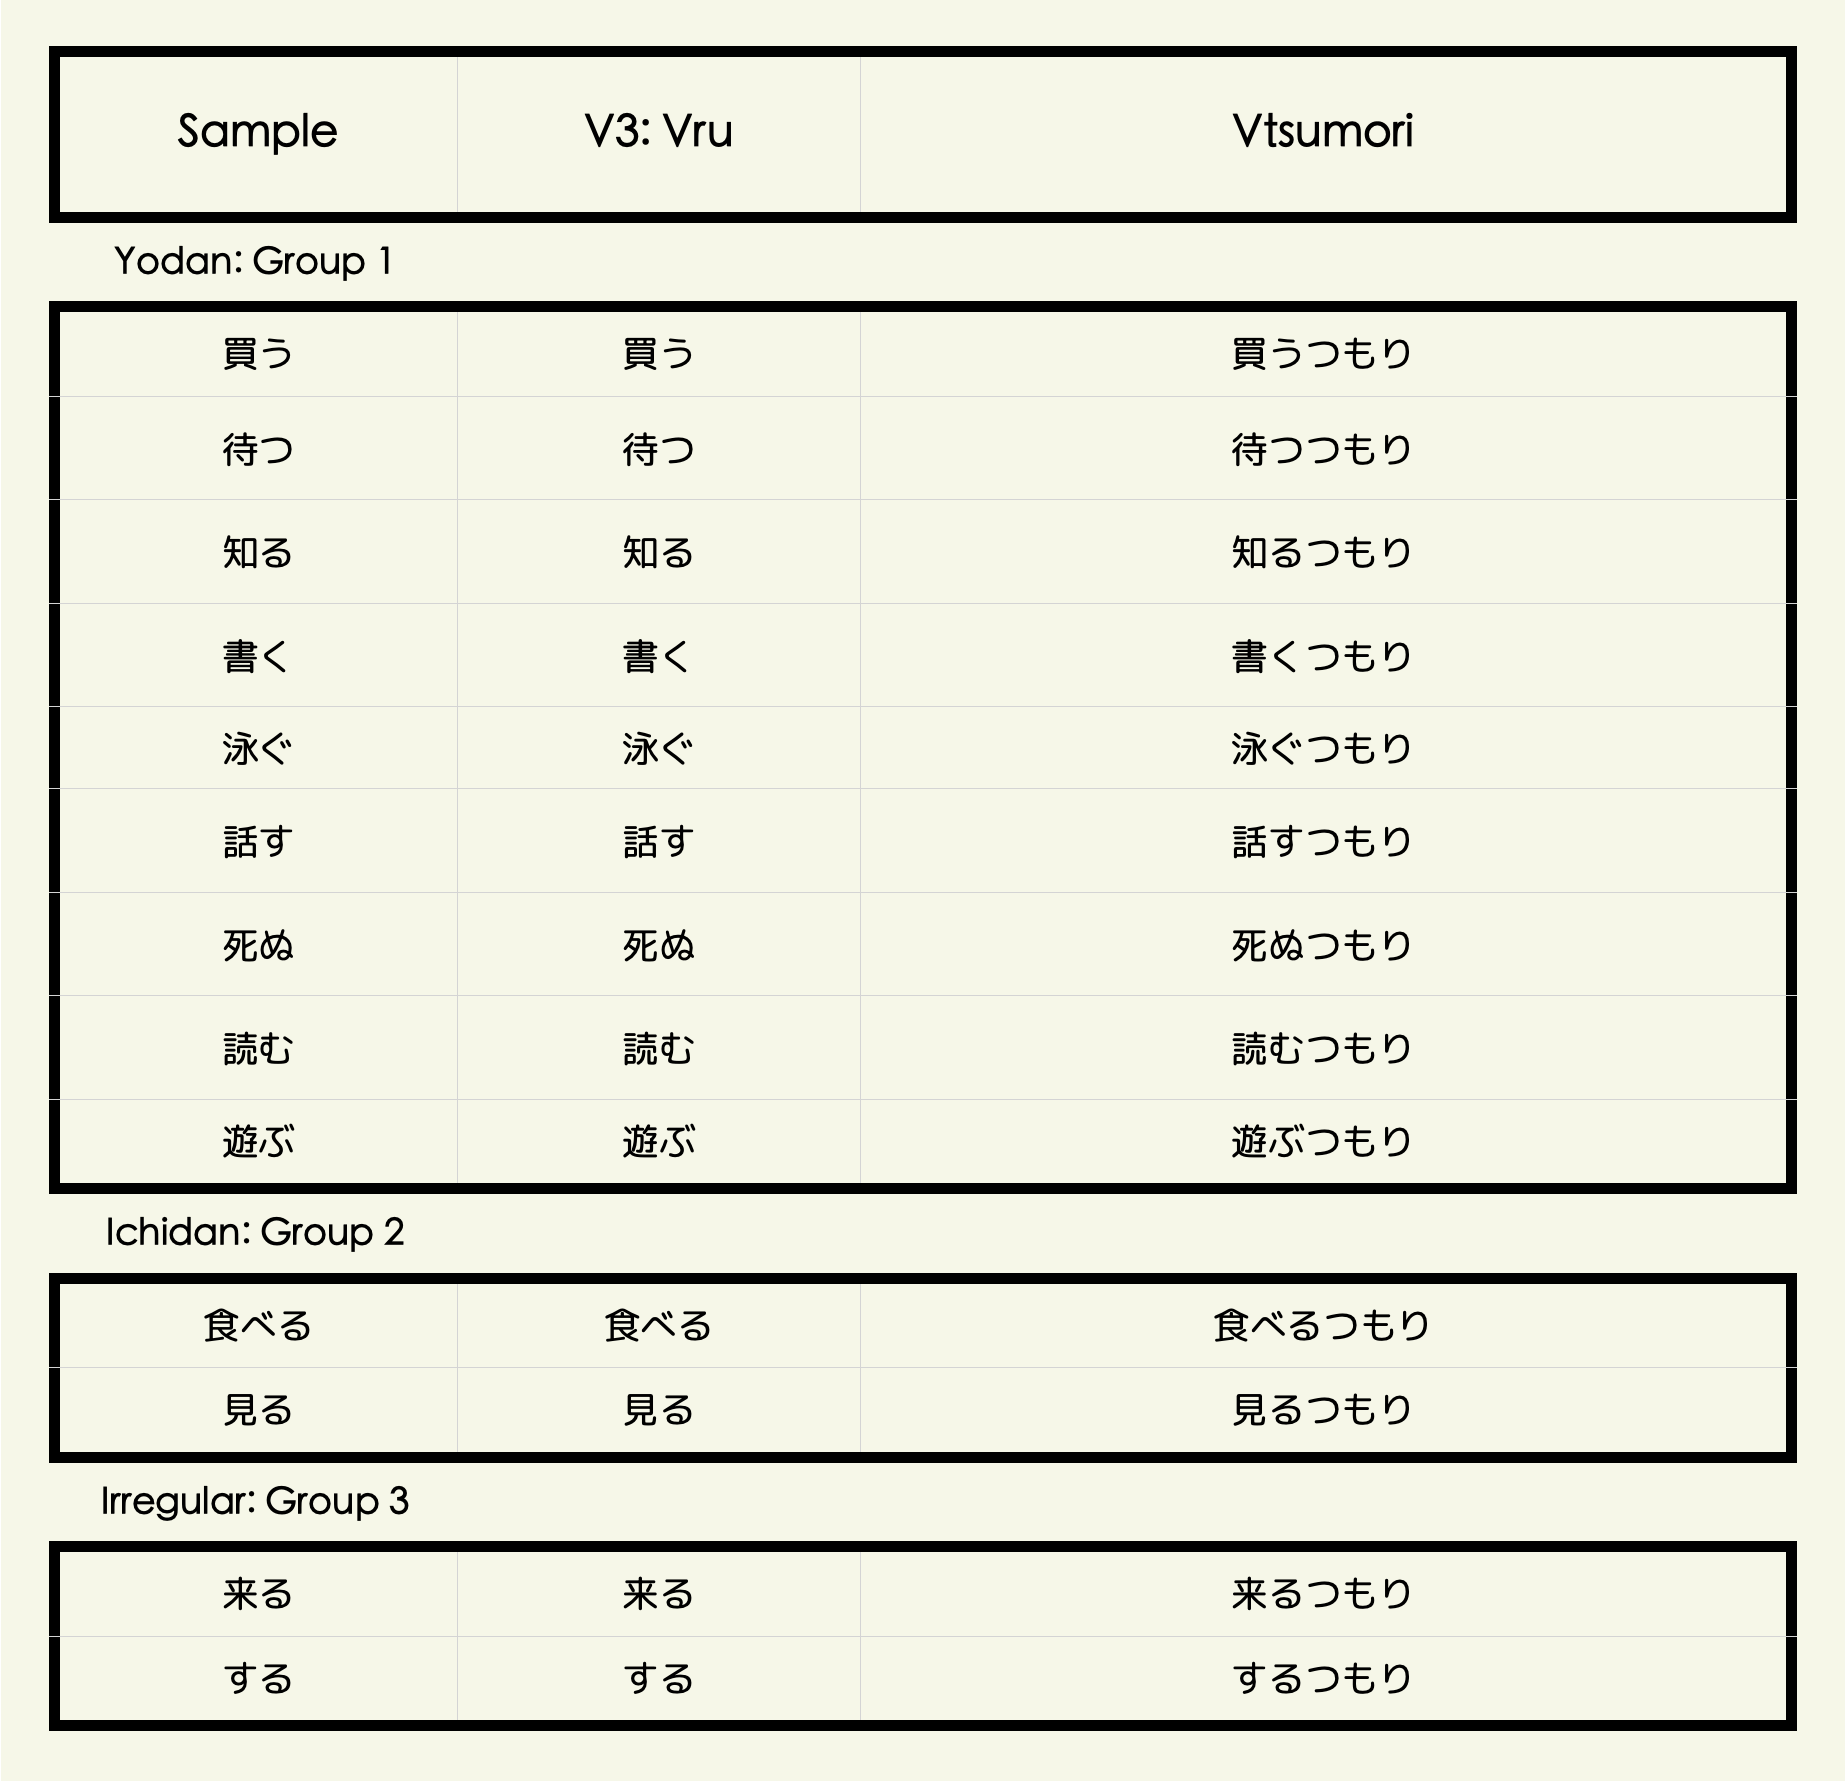 Sample V3: Vru Vtsumori
Yodan: Group 1
買う 買う 買うつもり
待つ 待つ 待つつもり
知る 知る 知るつもり
書く 書く 書くつもり
泳ぐ 泳ぐ 泳ぐつもり
話す 話す 話すつもり
死ぬ 死ぬ 死ぬつもり
読む 読む 読むつもり
遊ぶ 遊ぶ 遊ぶつもり
Ichidan: Group 2
食べる 食べる 食べるつもり
見る 見る 見るつもり
Irregular: Group 3
来る 来る 来るつもり
する する するつもり